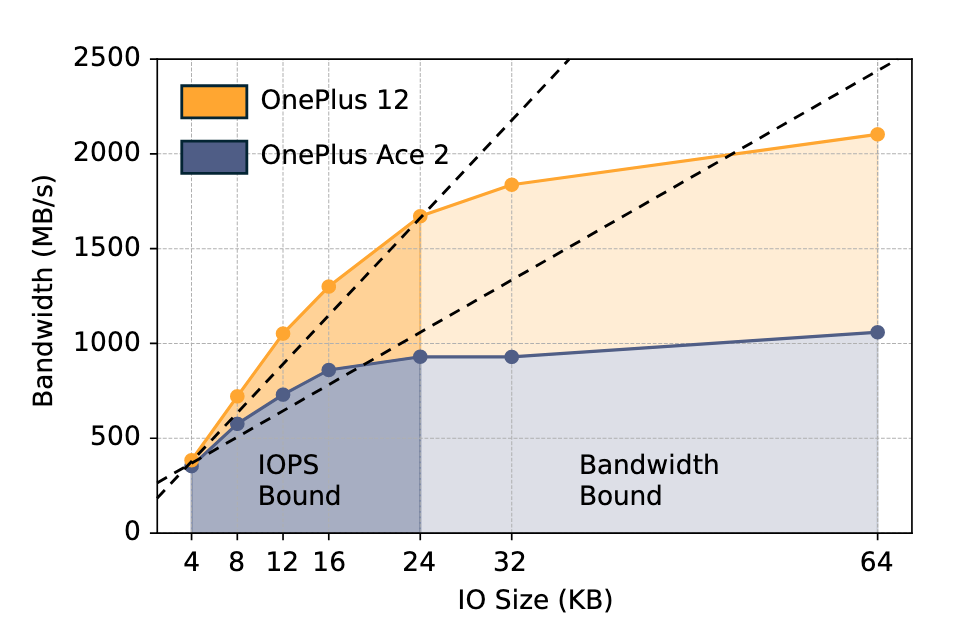 2500
2000
1500
1000
500
0
Bandwidth (MB/s)
OnePlus 12
OnePlus Ace 2
IOPS
Bound
Bandwidth
Bound
4 8 12 16 24 32 64
IO Size (KB)